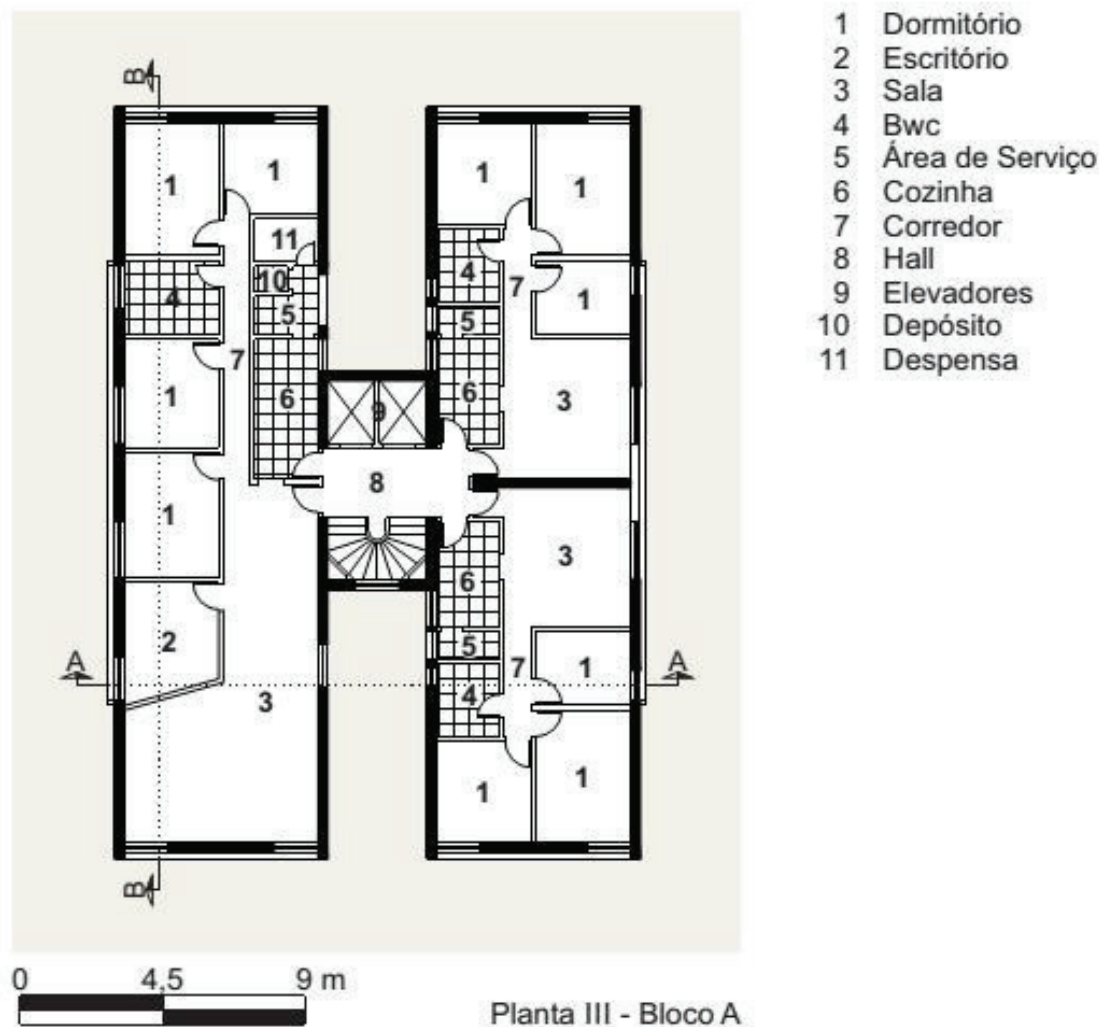 1 Dormitório
2 Escritório
3 Sala
4 Bwc
5 Área de Serviço
6 Cozinha
7 Corredor
8 Hall
9 Elevadores
10 Depósito
11 Despensa
B
1 1 1 1
11
4 10 4 7 1
5 5
7
1 6 9 6 3
8
1
6 3
2 5
A 7 1 A
3 4
1 1
B
0 4,5 9 m
Planta III - Bloco A